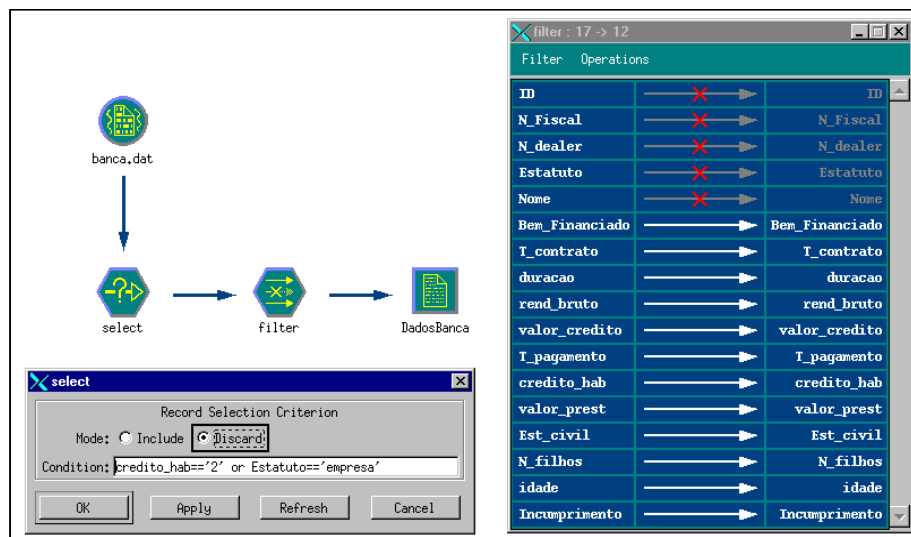 banca.dat
select
filter
DadosBanca
select
Record Selection Criterion
Mode: Include Discard
Condition: credito_hab=='2' or Estatuto=='empresa'
OK Apply Refresh Cancel
filter : 17 -> 12
Filter Operations
ID ID
N_Fiscal N_Fiscal
N_dealer N_dealer
Estatuto Estatuto
Nome Nome
Bem_Financiado Bem_Financiado
T_contrato T_contrato
duracao duracao
rend_bruto rend_bruto
valor_credito valor_credito
T_pagamento T_pagamento
credito_hab credito_hab
valor_prest valor_prest
Est_civil Est_civil
N_filhos N_filhos
idade idade
Incumprimento Incumprimento